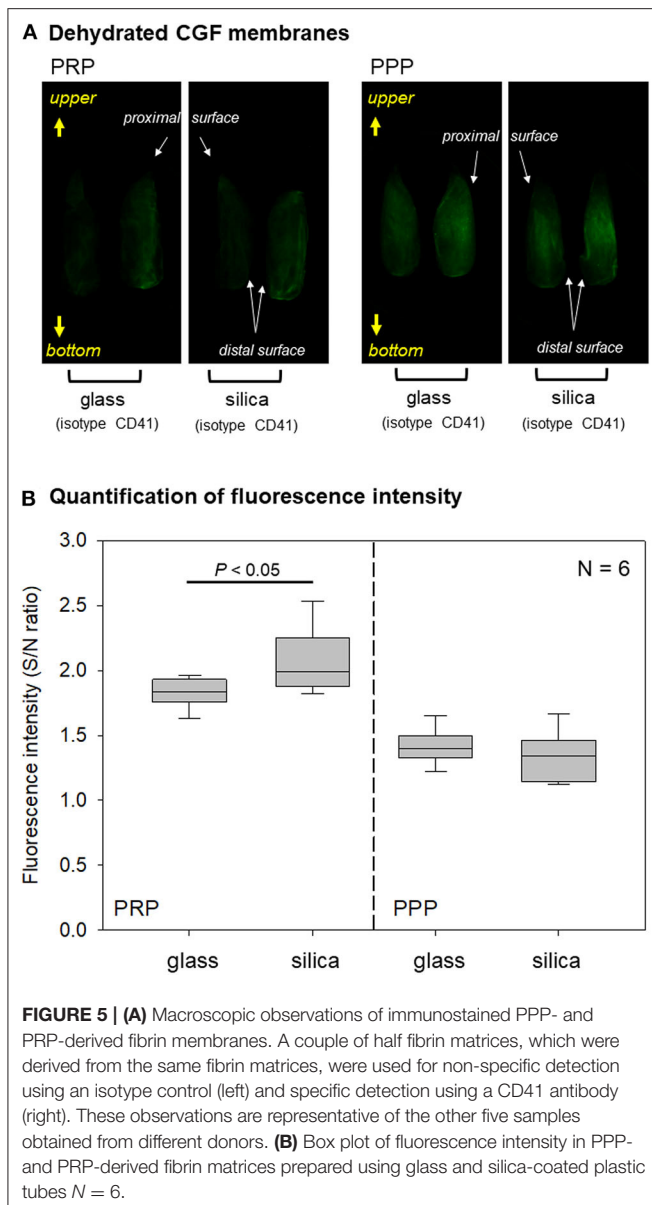 A Dehydrated CGF membranes
PRP
PPP
upper
proximal surface
bottom
distal surface
upper
proximal surface
bottom
distal surface
glass
(isotype CD41)
silica
(isotype CD41)
glass
(isotype CD41)
silica
(isotype CD41)
B Quantification of fluorescence intensity
Fluorescence intensity (S/N ratio)
3.0
2.5
2.0
1.5
1.0
0.5
0.0
P < 0.05
N = 6
PRP
PPP
glass
silica
glass
silica
FIGURE 5 | (A) Macroscopic observations of immunostained PPP- and
PRP-derived fibrin membranes. A couple of half fibrin matrices, which were
derived from the same fibrin matrices, were used for non-specific detection
using an isotype control (left) and specific detection using a CD41 antibody
(right). These observations are representative of the other five samples
obtained from different donors. (B) Box plot of fluorescence intensity in PPP-
and PRP-derived fibrin matrices prepared using glass and silica-coated plastic
tubes N = 6.